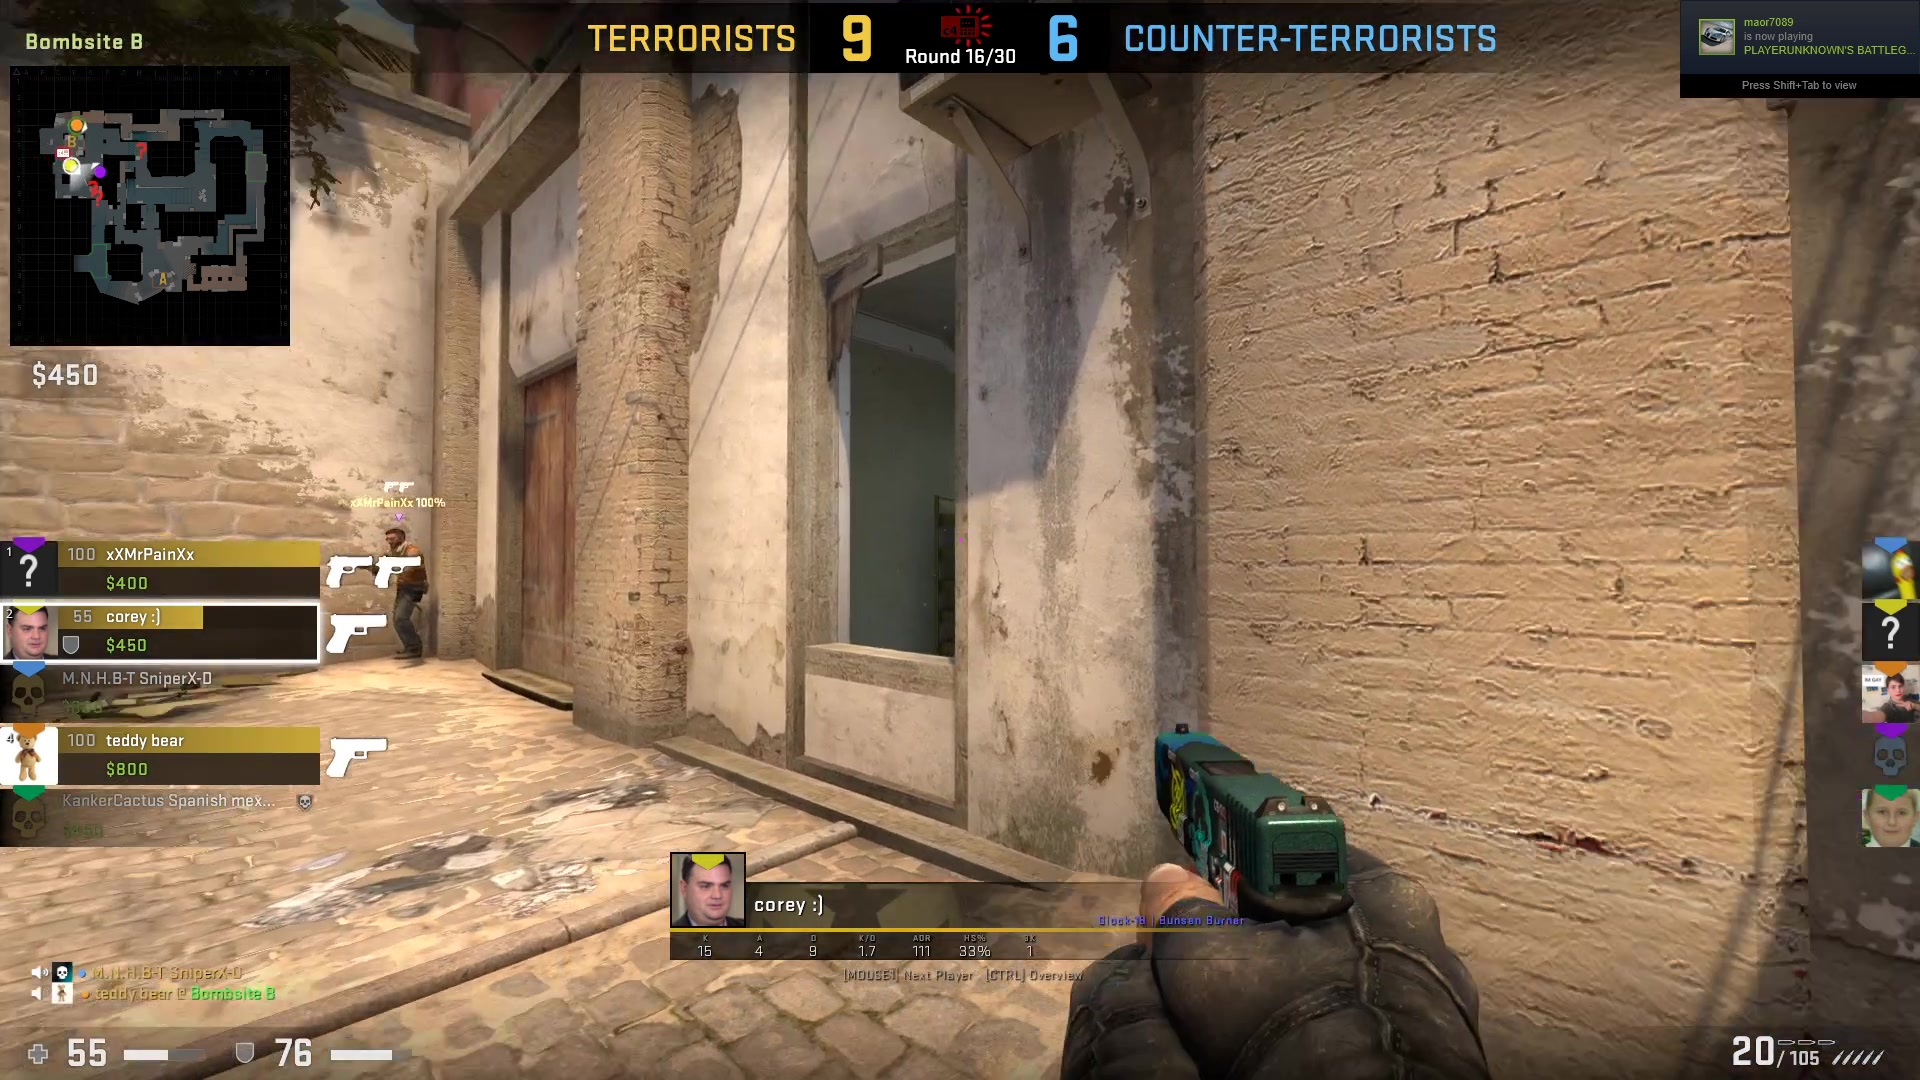 Bombsite B
TERRORISTS 9 Round 16/30 6 COUNTER-TERRORISTS
maor7089
is now playing
PLAYERUNKNOWN'S BATTLEG...
Press Shift+Tab to view
B
A
$450
xXMrPainXx 100%
1 ? 100 xXMrPainXx
$400
2 55 corey :)
$450
M.N.H.B-T SniperX-D
4 100 teddy bear
$800
KankerCactus Spanish mex...
?
corey :)
Glock-18 | Bunsen Burner
K A D K/D ADR HS% 3K
15 4 9 1.7 111 33% 1
[MOUSE1] Next Player [CTRL] Overview
M.N.H.B-T SniperX-D
teddy bear @ Bombsite B
55 76
20 / 105